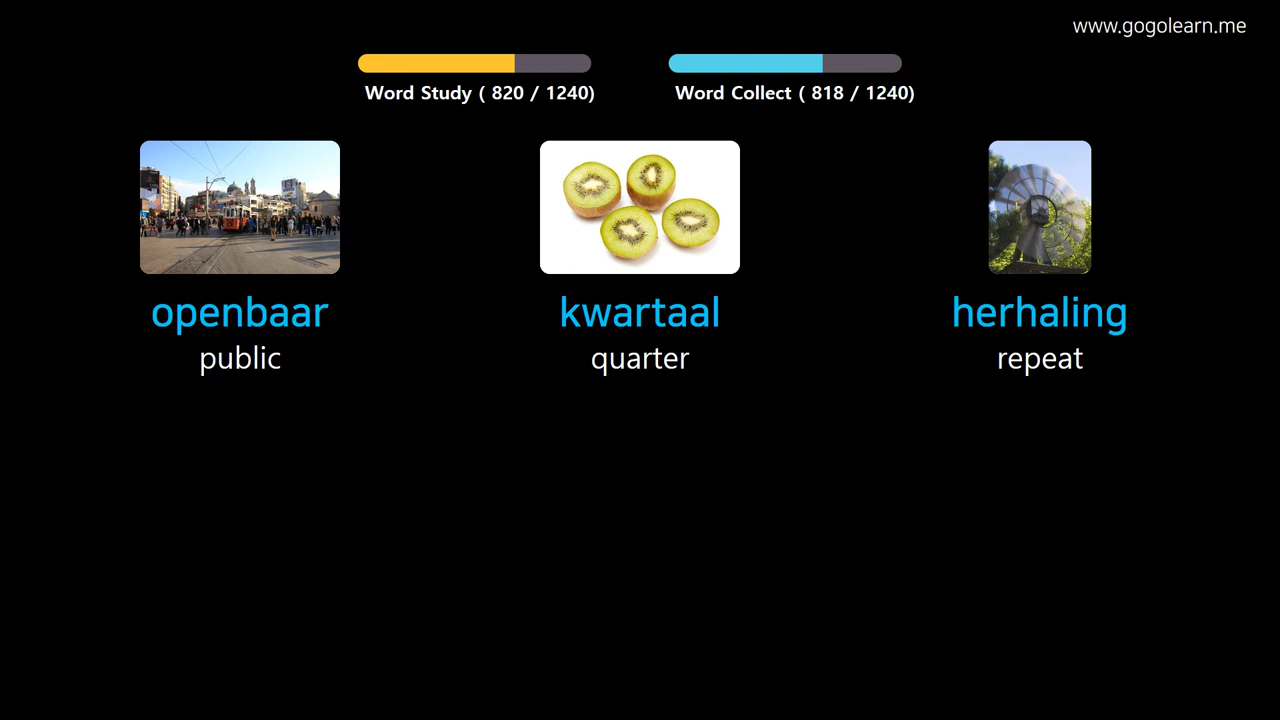 www.gogolearn.me
Word Study ( 820 / 1240)
Word Collect ( 818 / 1240)
openbaar
public
kwartaal
quarter
herhaling
repeat